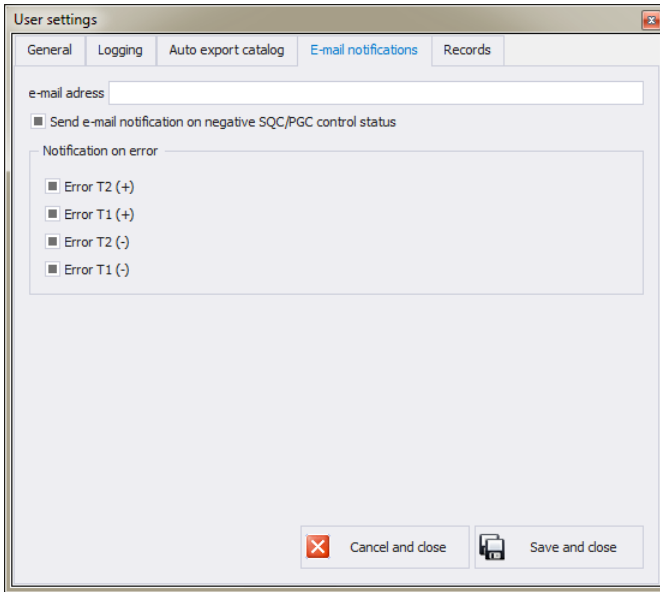 User settings
General Logging Auto export catalog E-mail notifications Records
e-mail adress
Send e-mail notification on negative SQC/PGC control status
Notification on error
Error T2 (+)
Error T1 (+)
Error T2 (-)
Error T1 (-)
Cancel and close Save and close